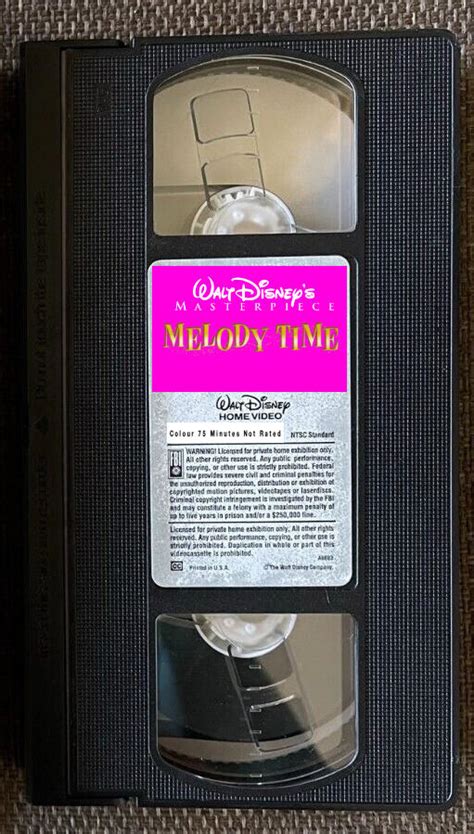 WALT DISNEY'S
MASTERPIECE
MELODY TIME
WALT DISNEY
HOME VIDEO
Colour 75 Minutes Not Rated NTSC Standard
FBI
WARNING! Licensed for private home exhibition only.
All other rights reserved. Any public performance,
copying, or other use is strictly prohibited. Federal
law provides severe civil and criminal penalties for
the unauthorized reproduction, distribution or exhibition of
copyrighted motion pictures, videotapes or laserdiscs.
Criminal copyright infringement is investigated by the FBI
and may constitute a felony with a maximum penalty of
up to five years in prison and/or a $250,000 fine.
Licensed for private home exhibition only, All other rights
reserved. Any public performance, copying, or other use is
strictly prohibited. Duplication in whole or part of this
videocassette is prohibited.
CC Printed in U.S.A. © The Walt Disney Company.